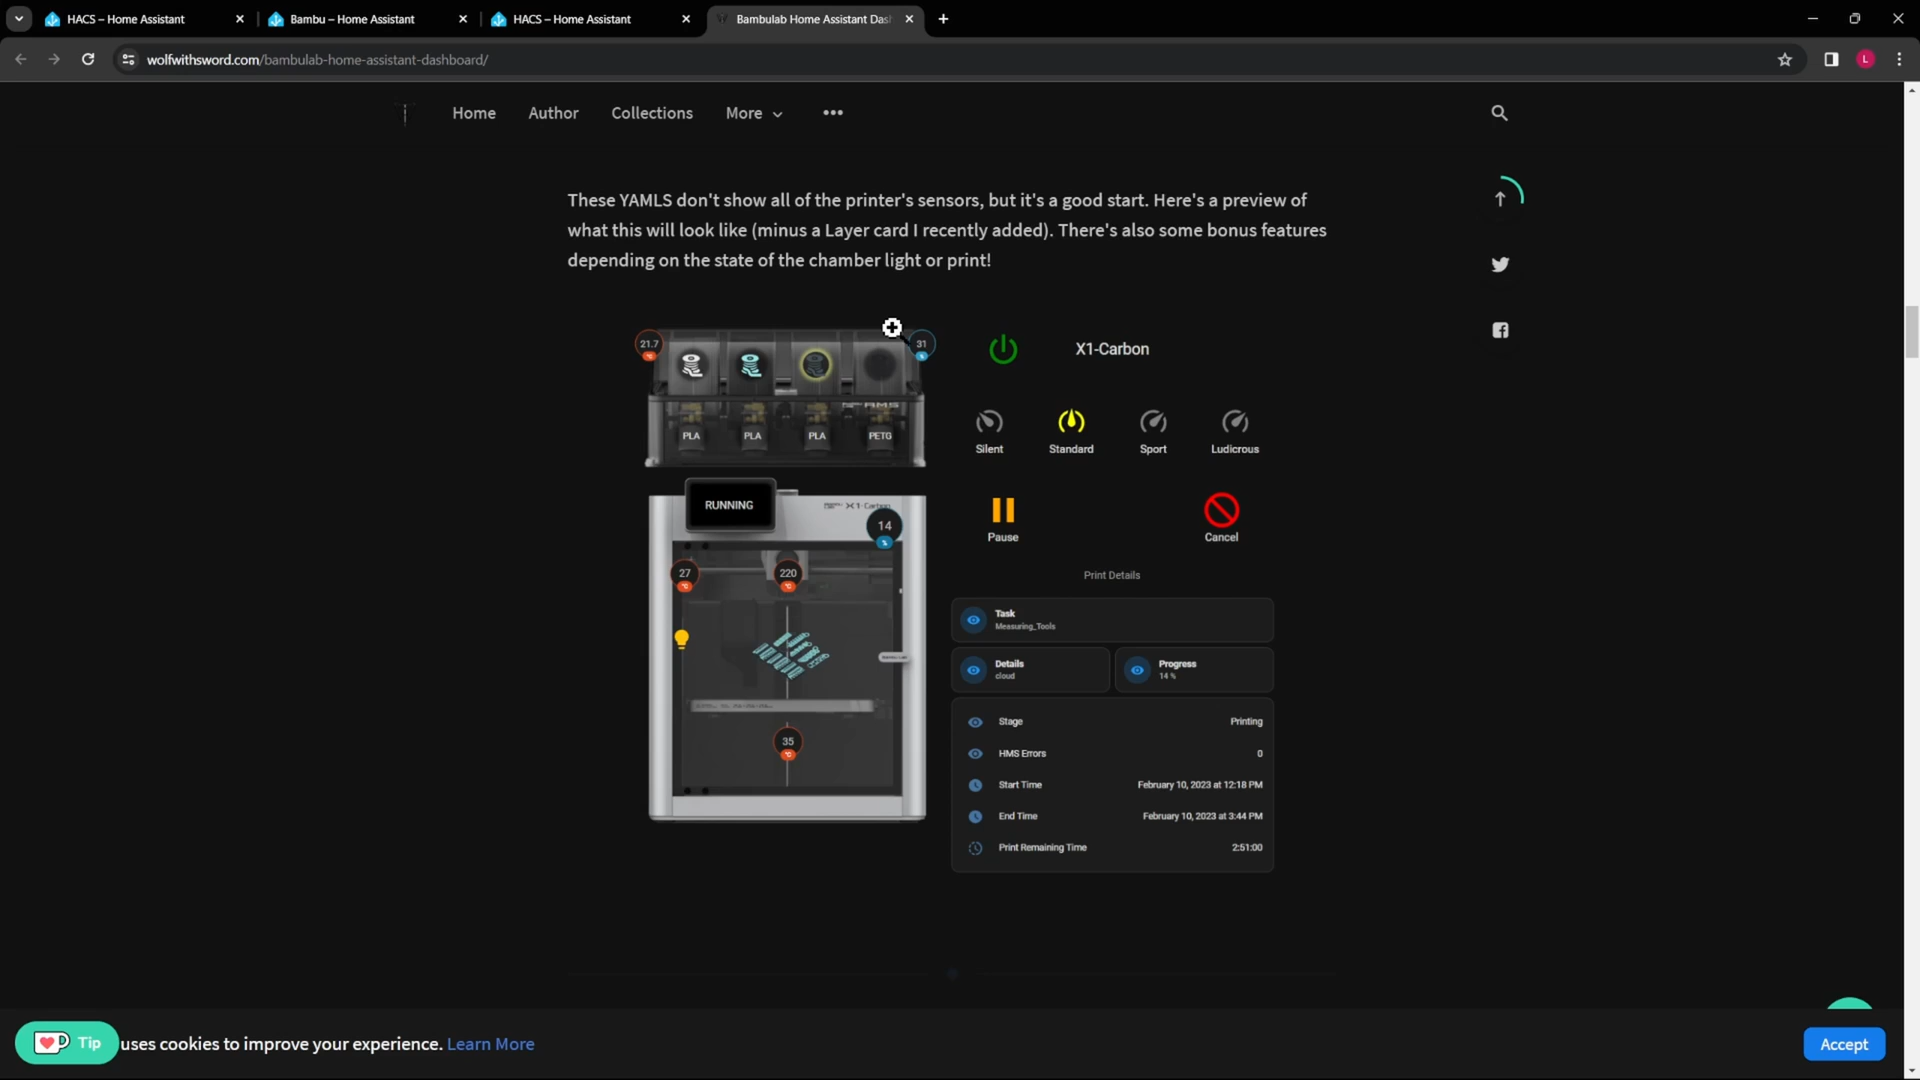 HACS – Home Assistant
Bambu – Home Assistant
HACS – Home Assistant
Bambulab Home Assistant Das
wolfwithsword.com/bambulab-home-assistant-dashboard/
L
Home
Author
Collections
More
•••
These YAMLS don't show all of the printer's sensors, but it's a good start. Here's a preview of
what this will look like (minus a Layer card I recently added). There's also some bonus features
depending on the state of the chamber light or print!
21.7
°C
31
%
AMS
PLA
PLA
PLA
PETG
X1-Carbon
Silent
Standard
Sport
Ludicrous
RUNNING
X1-Carbon
14
%
27
°C
220
°C
35
°C
Pause
Cancel
Print Details
Task
Measuring_Tools
Details
cloud
Progress
14 %
Stage
Printing
HMS Errors
0
Start Time
February 10, 2023 at 12:18 PM
End Time
February 10, 2023 at 3:44 PM
Print Remaining Time
2:51:00
Tip
uses cookies to improve your experience. Learn More
Accept